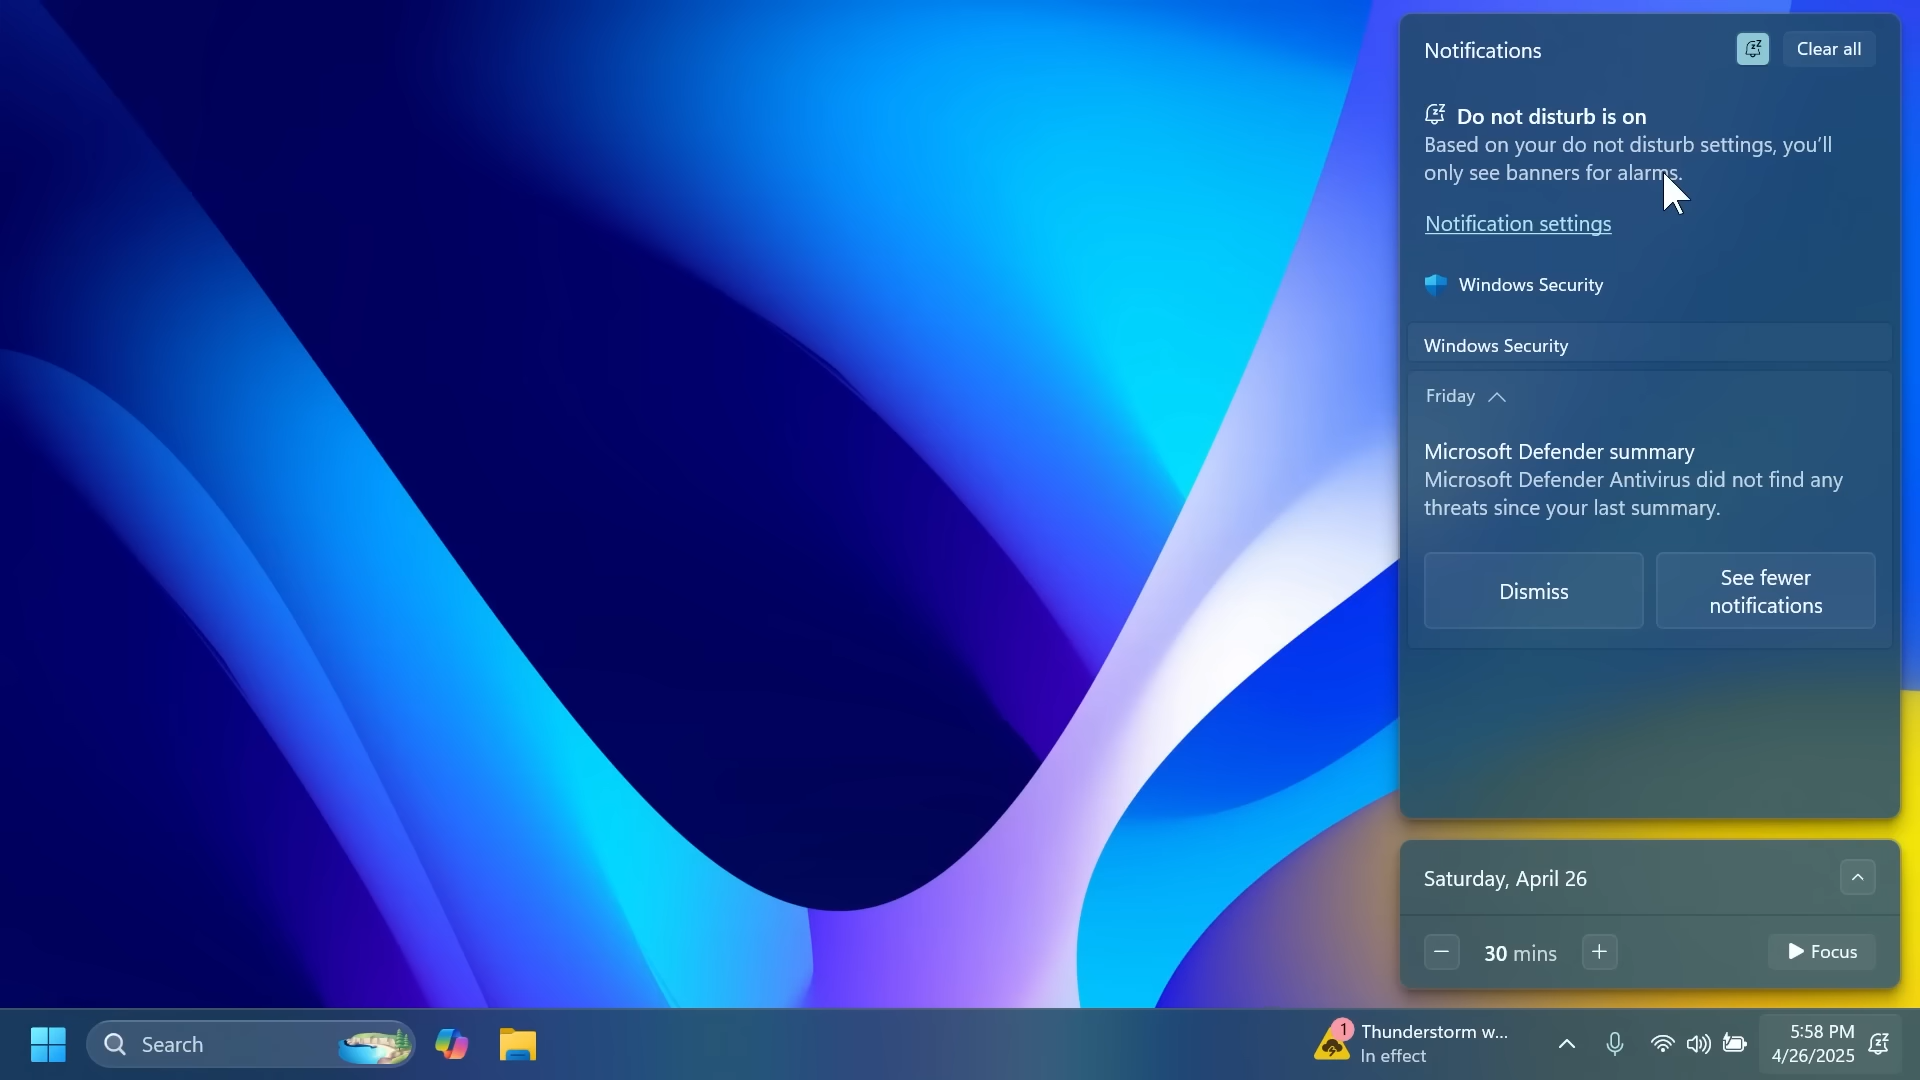 Notifications
Clear all
Do not disturb is on
Based on your do not disturb settings, you’ll
only see banners for alarms.
Notification settings
Windows Security
Windows Security
Friday
Microsoft Defender summary
Microsoft Defender Antivirus did not find any
threats since your last summary.
Dismiss
See fewer
notifications
Saturday, April 26
30 mins
Focus
Search
1
Thunderstorm w...
In effect
5:58 PM
4/26/2025